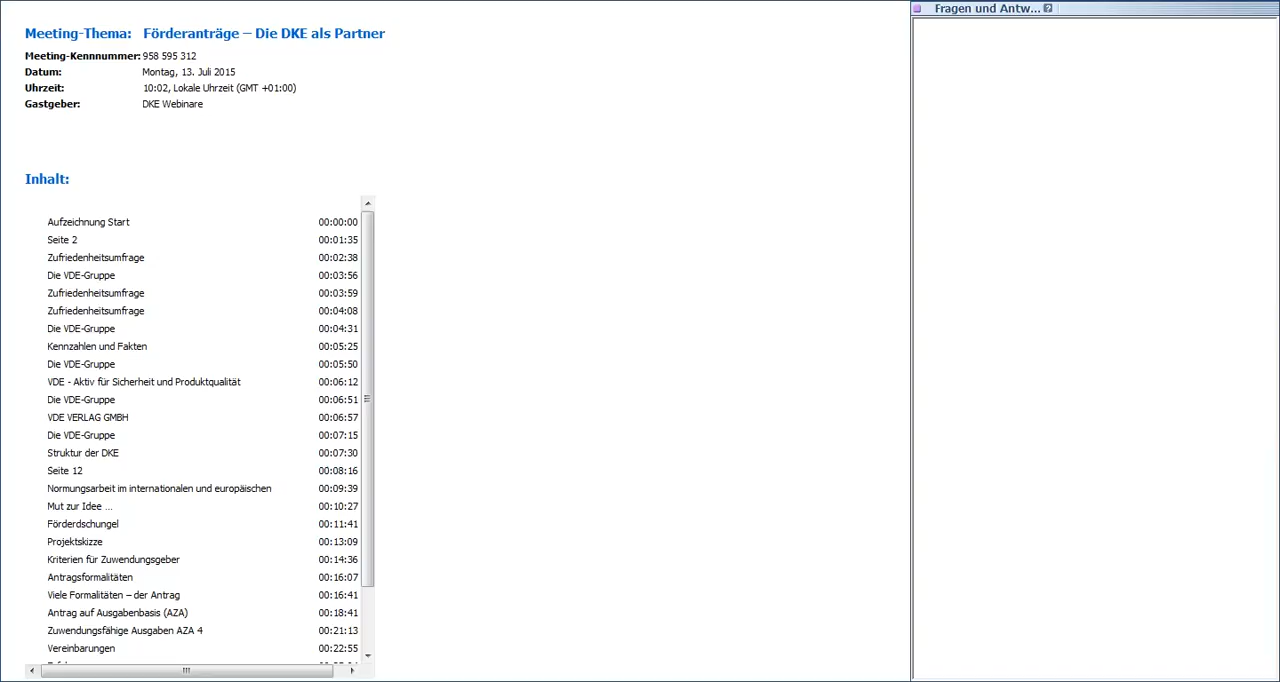 Fragen und Antw...
Meeting-Thema: Förderanträge – Die DKE als Partner
Meeting-Kennnummer: 958 595 312
Datum: Montag, 13. Juli 2015
Uhrzeit: 10:02, Lokale Uhrzeit (GMT +01:00)
Gastgeber: DKE Webinare
Inhalt:
Aufzeichnung Start 00:00:00
Seite 2 00:01:35
Zufriedenheitsumfrage 00:02:38
Die VDE-Gruppe 00:03:56
Zufriedenheitsumfrage 00:03:59
Zufriedenheitsumfrage 00:04:08
Die VDE-Gruppe 00:04:31
Kennzahlen und Fakten 00:05:25
Die VDE-Gruppe 00:05:50
VDE - Aktiv für Sicherheit und Produktqualität 00:06:12
Die VDE-Gruppe 00:06:51
VDE VERLAG GMBH 00:06:57
Die VDE-Gruppe 00:07:15
Struktur der DKE 00:07:30
Seite 12 00:08:16
Normungsarbeit im internationalen und europäischen 00:09:39
Mut zur Idee ... 00:10:27
Förderdschungel 00:11:41
Projektskizze 00:13:09
Kriterien für Zuwendungsgeber 00:14:36
Antragsformalitäten 00:16:07
Viele Formalitäten – der Antrag 00:16:41
Antrag auf Ausgabenbasis (AZA) 00:18:41
Zuwendungsfähige Ausgaben AZA 4 00:21:13
Vereinbarungen 00:22:55